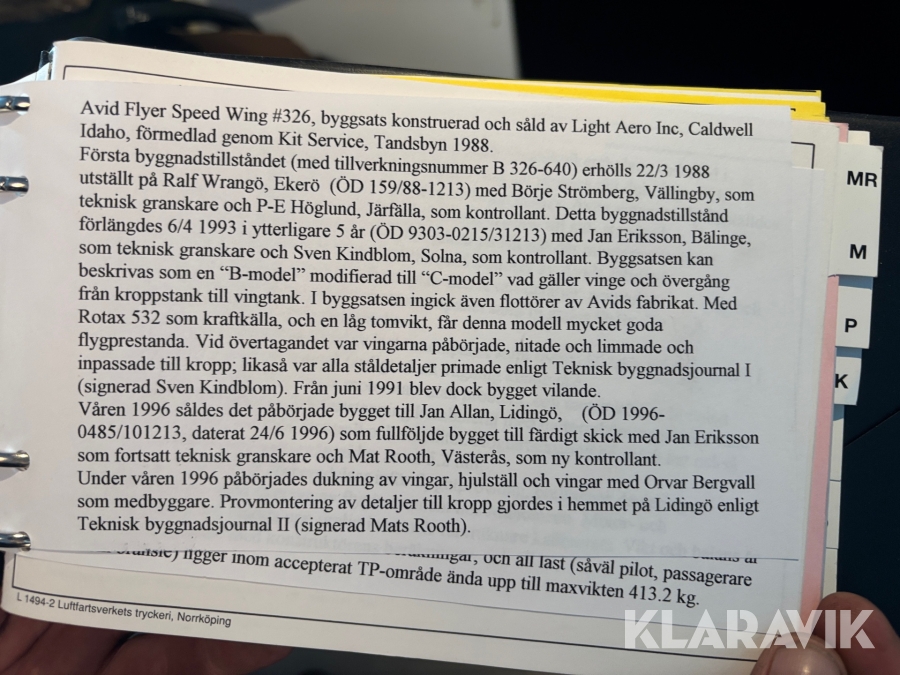 Avid Flyer Speed Wing #326, byggsats konstruerad och såld av Light Aero Inc, Caldwell
Idaho, förmedlad genom Kit Service, Tandsbyn 1988.
Första byggnadstillståndet (med tillverkningsnummer B 326-640) erhölls 22/3 1988
utställt på Ralf Wrangö, Ekerö (ÖD 159/88-1213) med Börje Strömberg, Vällingby, som
teknisk granskare och P-E Höglund, Järfälla, som kontrollant. Detta byggnadstillstånd
förlängdes 6/4 1993 i ytterligare 5 år (ÖD 9303-0215/31213) med Jan Eriksson, Bälinge,
som teknisk granskare och Sven Kindblom, Solna, som kontrollant. Byggsatsen kan
beskrivas som en “B-model” modifierad till “C-model” vad gäller vinge och övergång
från kroppstank till vingtank. I byggsatsen ingick även flottörer av Avids fabrikat. Med
Rotax 532 som kraftkälla, och en låg tomvikt, får denna modell mycket goda
flygprestanda. Vid övertagandet var vingarna påbörjade, nitade och limmade och
inpassade till kropp; likaså var alla ståldetaljer primade enligt Teknisk byggnadsjournal I
(signerad Sven Kindblom). Från juni 1991 blev dock bygget vilande.
Våren 1996 såldes det påbörjade bygget till Jan Allan, Lidingö, (ÖD 1996-
0485/101213, daterat 24/6 1996) som fullföljde bygget till färdigt skick med Jan Eriksson
som fortsatt teknisk granskare och Mat Rooth, Västerås, som ny kontrollant.
Under våren 1996 påbörjades dukning av vingar, hjulställ och vingar med Orvar Bergvall
som medbyggare. Provmontering av detaljer till kropp gjordes i hemmet på Lidingö enligt
Teknisk byggnadsjournal II (signerad Mats Rooth).
och all last (såväl pilot, passagerare
ligger inom accepterat TP-område ända upp till maxvikten 413.2 kg.
L 1494-2 Luftfartsverkets tryckeri, Norrköping
MR
M
P
K
KLARAVIK